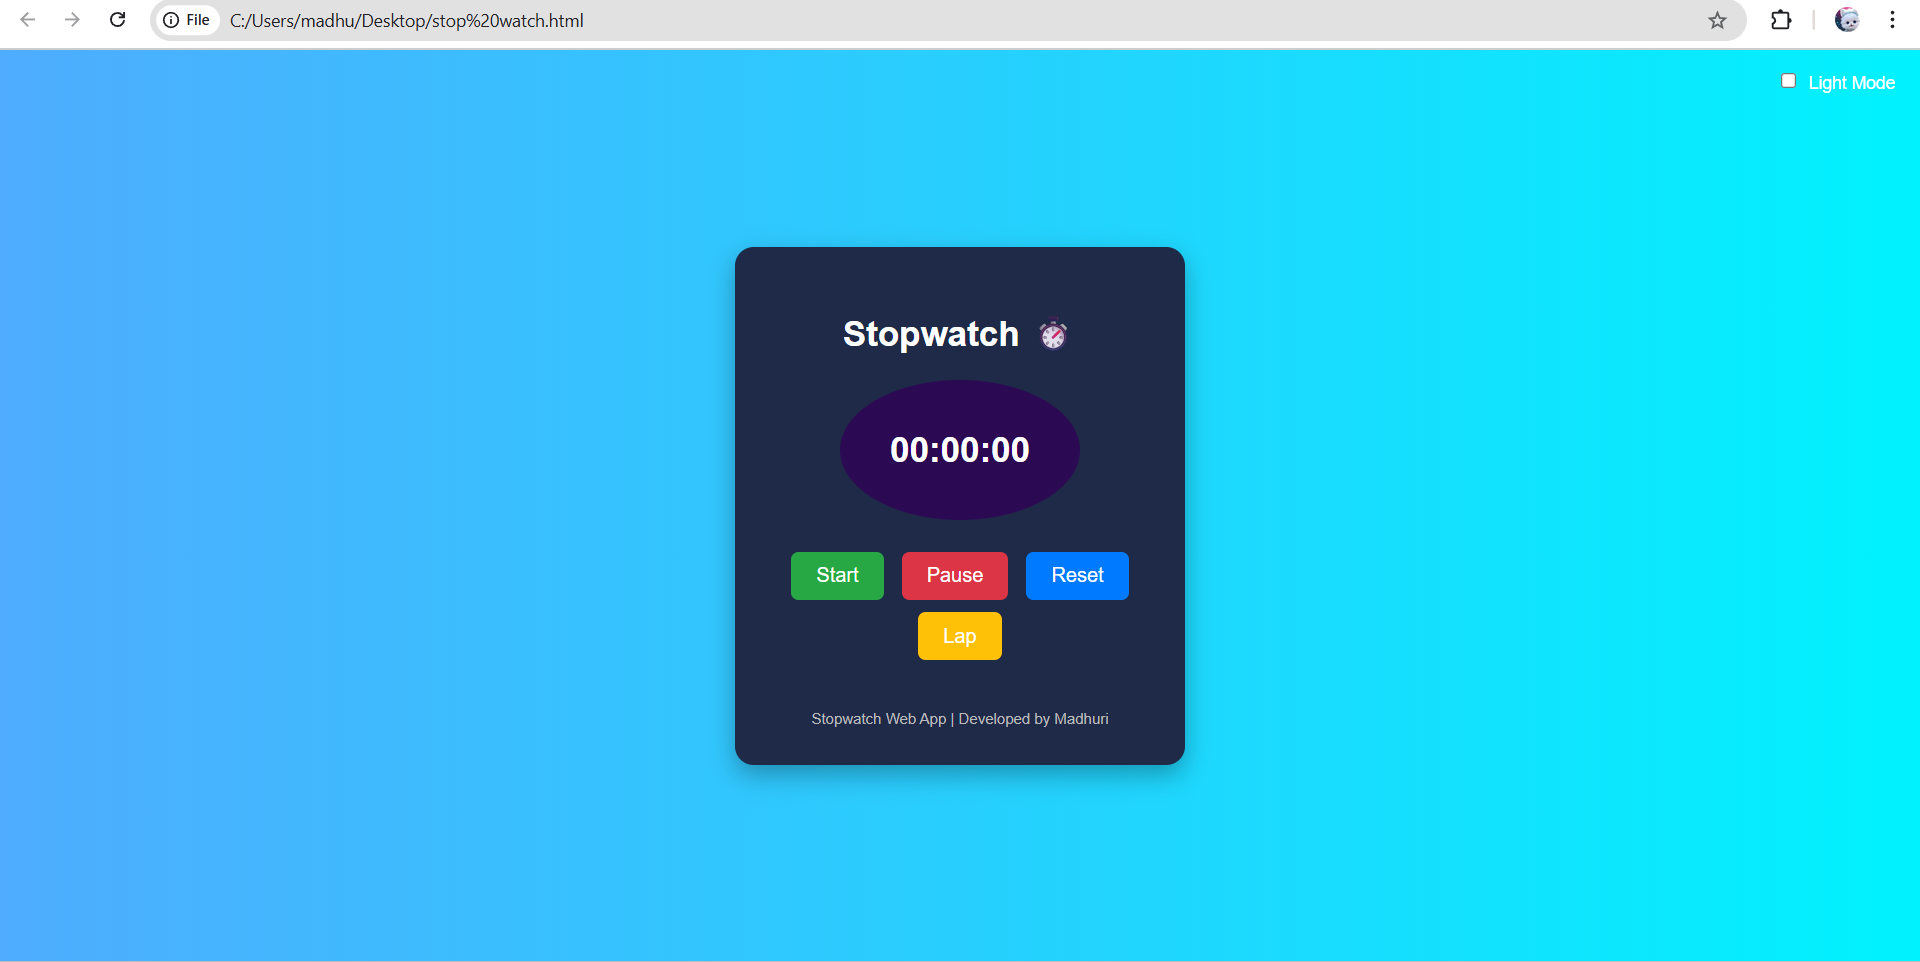 File C:/Users/madhu/Desktop/stop%20watch.html
Light Mode
Stopwatch
00:00:00
Start Pause Reset
Lap
Stopwatch Web App | Developed by Madhuri